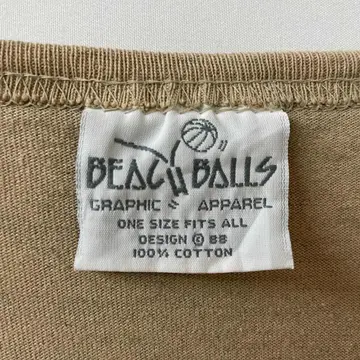 BEACH BALLS
GRAPHIC APPAREL
ONE SIZE FITS ALL
DESIGN © BB
100% COTTON